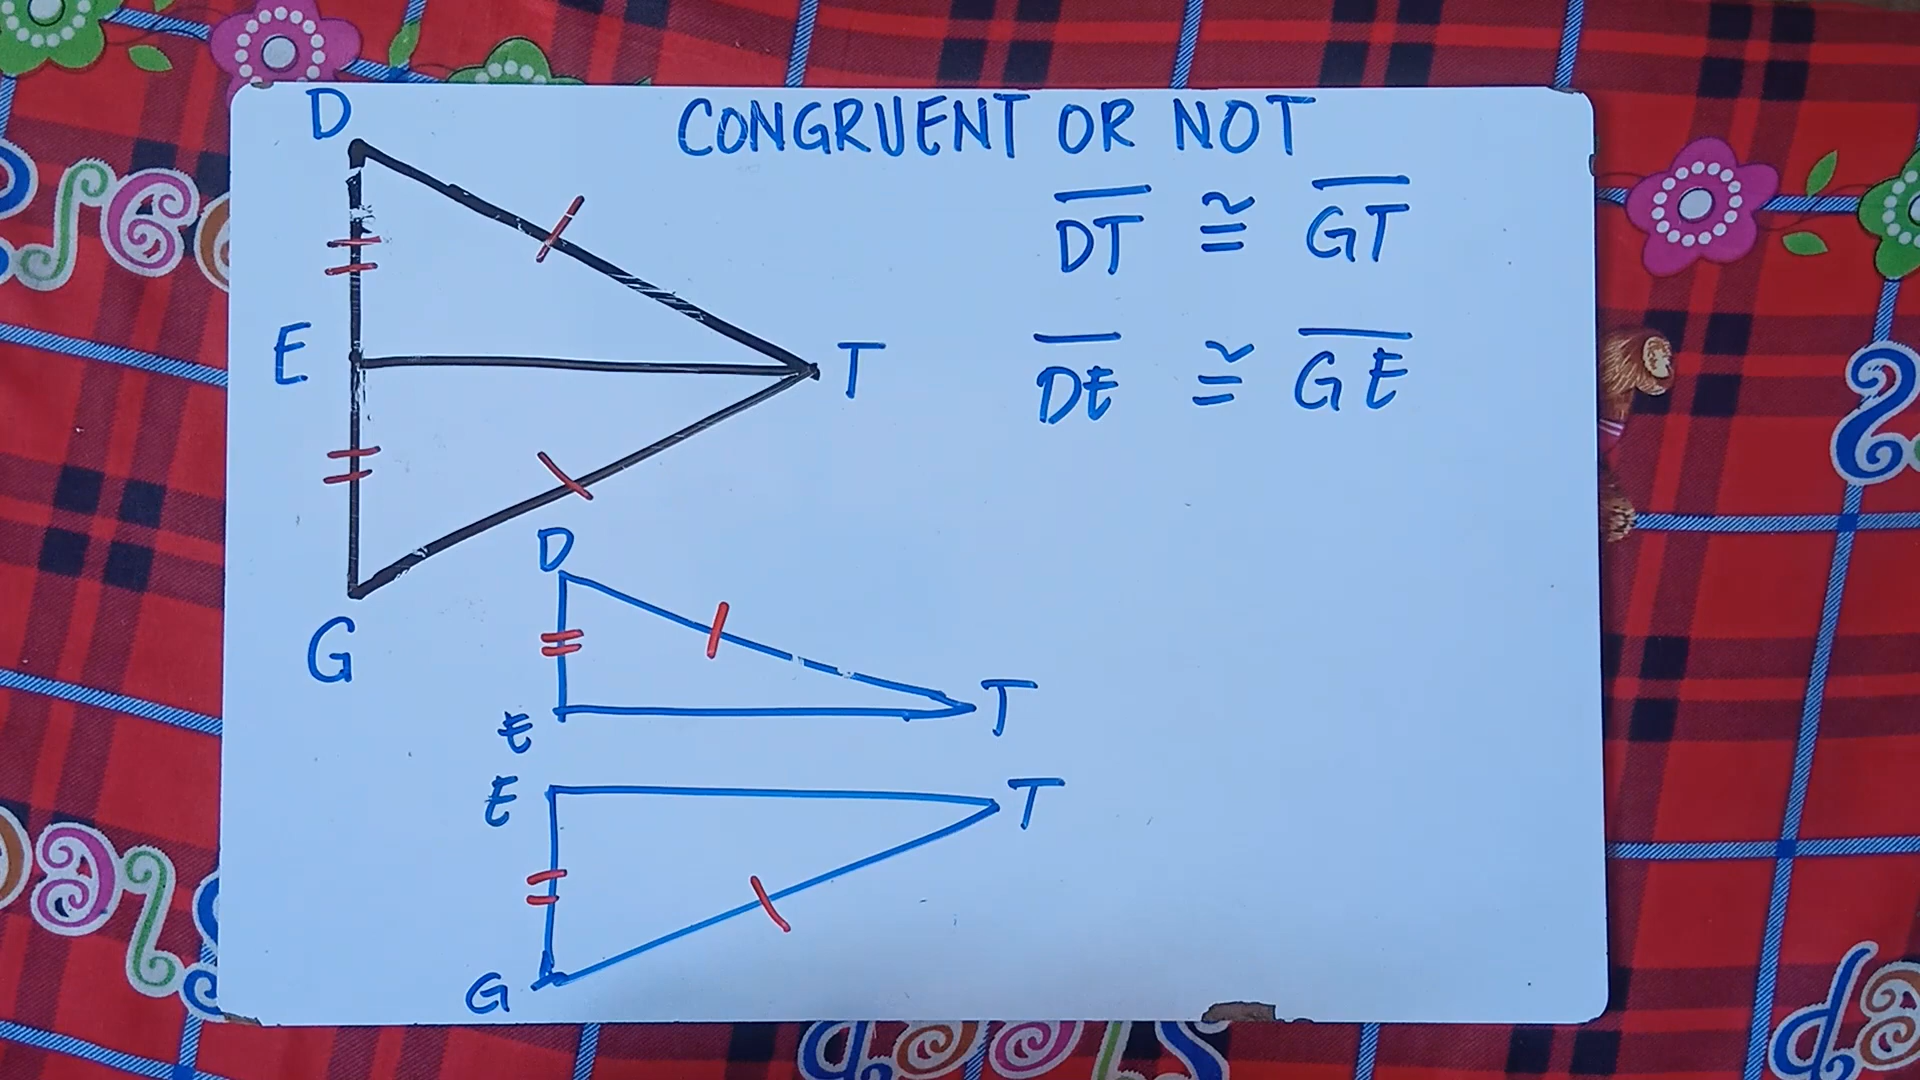 CONGRUENT OR NOT
D
E
T
G
DT ≅ GT
DE ≅ GE
D
E
T
E
T
G